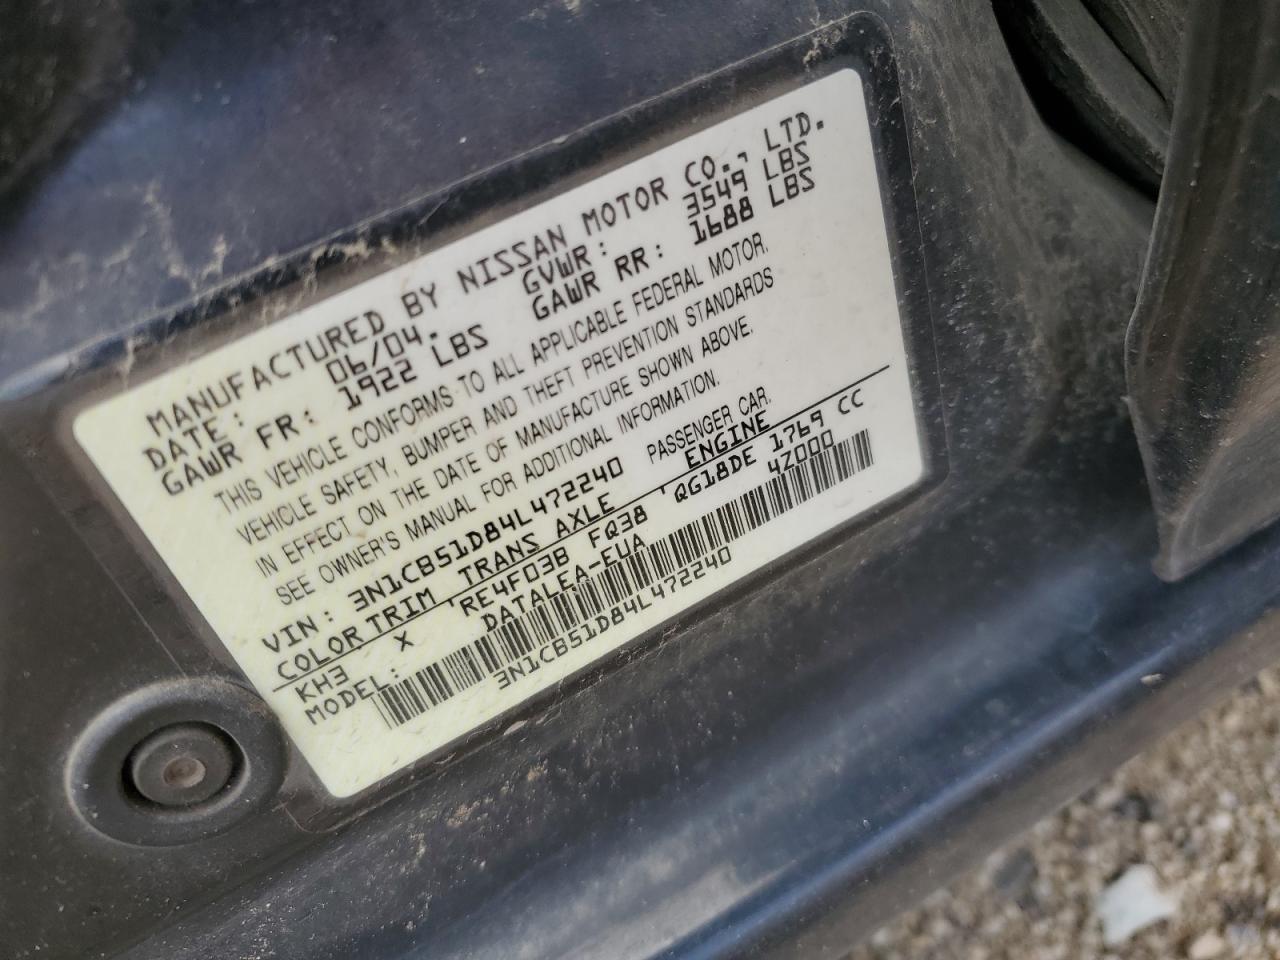 MANUFACTURED BY NISSAN MOTOR CO., LTD.
DATE: 06/04. GVWR: 3549 LBS
GAWR FR: 1922 LBS GAWR RR: 1688 LBS
THIS VEHICLE CONFORMS TO ALL APPLICABLE FEDERAL MOTOR
VEHICLE SAFETY, BUMPER AND THEFT PREVENTION STANDARDS
IN EFFECT ON THE DATE OF MANUFACTURE SHOWN ABOVE.
SEE OWNER'S MANUAL FOR ADDITIONAL INFORMATION.
VIN: 3N1CB51D84L472240 PASSENGER CAR.
COLOR TRIM TRANS AXLE ENGINE
KH3 X RE4F03B FQ38 QG18DE 1769 CC
MODEL: DATALEA-EUA 4Z000
3N1CB51D84L472240